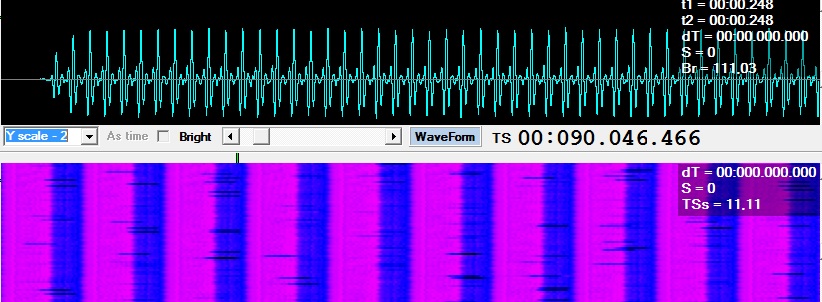 t1 = 00:00.248
t2 = 00:00.248
dT = 00:00.000.000
S = 0
Br = 111.03
Y scale - 2 As time Bright WaveForm TS 00:090.046.466
dT = 00:000.000.000
S = 0
TSs = 11.11